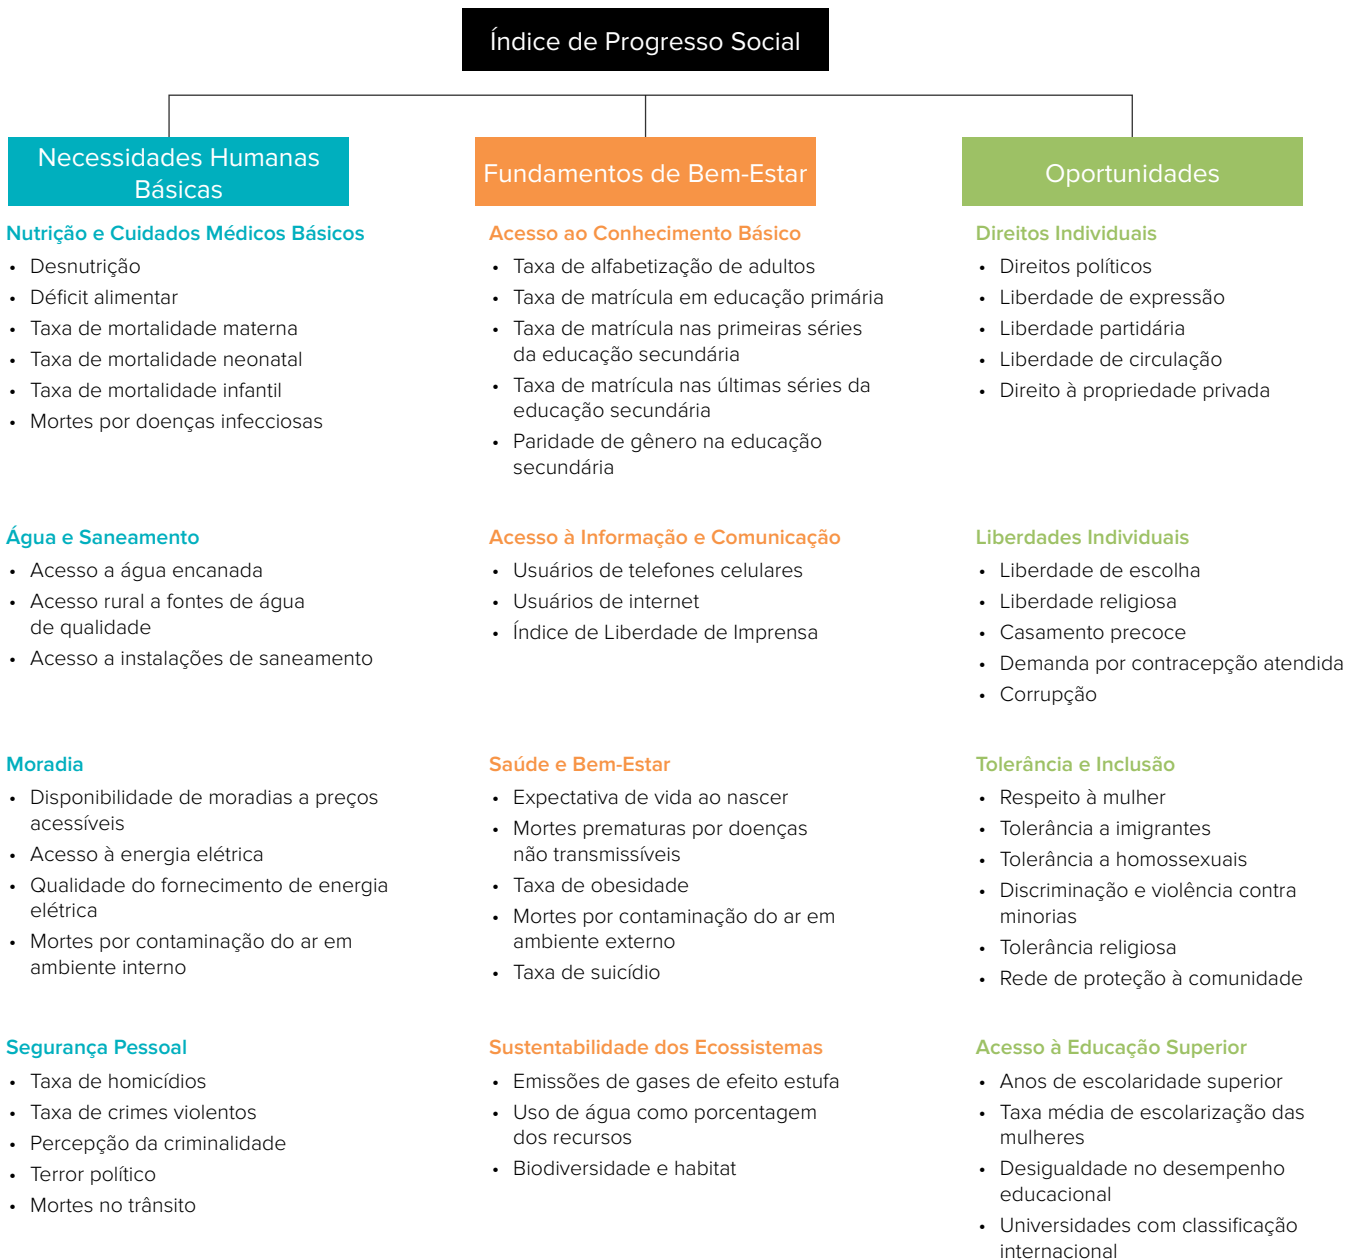 Índice de Progresso Social
Necessidades Humanas
Básicas
Nutrição e Cuidados Médicos Básicos
• Desnutrição
• Déficit alimentar
• Taxa de mortalidade materna
• Taxa de mortalidade neonatal
• Taxa de mortalidade infantil
• Mortes por doenças infecciosas
Água e Saneamento
• Acesso a água encanada
• Acesso rural a fontes de água
de qualidade
• Acesso a instalações de saneamento
Moradia
• Disponibilidade de moradias a preços
acessíveis
• Acesso à energia elétrica
• Qualidade do fornecimento de energia
elétrica
• Mortes por contaminação do ar em
ambiente interno
Segurança Pessoal
• Taxa de homicídios
• Taxa de crimes violentos
• Percepção da criminalidade
• Terror político
• Mortes no trânsito
Fundamentos de Bem-Estar
Acesso ao Conhecimento Básico
• Taxa de alfabetização de adultos
• Taxa de matrícula em educação primária
• Taxa de matrícula nas primeiras séries
da educação secundária
• Taxa de matrícula nas últimas séries da
educação secundária
• Paridade de gênero na educação
secundária
Acesso à Informação e Comunicação
• Usuários de telefones celulares
• Usuários de internet
• Índice de Liberdade de Imprensa
Saúde e Bem-Estar
• Expectativa de vida ao nascer
• Mortes prematuras por doenças
não transmissíveis
• Taxa de obesidade
• Mortes por contaminação do ar em
ambiente externo
• Taxa de suicídio
Sustentabilidade dos Ecossistemas
• Emissões de gases de efeito estufa
• Uso de água como porcentagem
dos recursos
• Biodiversidade e habitat
Oportunidades
Direitos Individuais
• Direitos políticos
• Liberdade de expressão
• Liberdade partidária
• Liberdade de circulação
• Direito à propriedade privada
Liberdades Individuais
• Liberdade de escolha
• Liberdade religiosa
• Casamento precoce
• Demanda por contracepção atendida
• Corrupção
Tolerância e Inclusão
• Respeito à mulher
• Tolerância a imigrantes
• Tolerância a homossexuais
• Discriminação e violência contra
minorias
• Tolerância religiosa
• Rede de proteção à comunidade
Acesso à Educação Superior
• Anos de escolaridade superior
• Taxa média de escolarização das
mulheres
• Desigualdade no desempenho
educacional
• Universidades com classificação
internacional